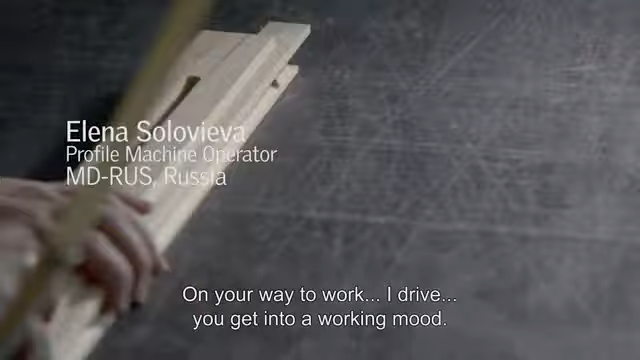 Elena Solovieva
Profile Machine Operator
MD-RUS, Russia
On your way to work... I drive...
you get into a working mood.